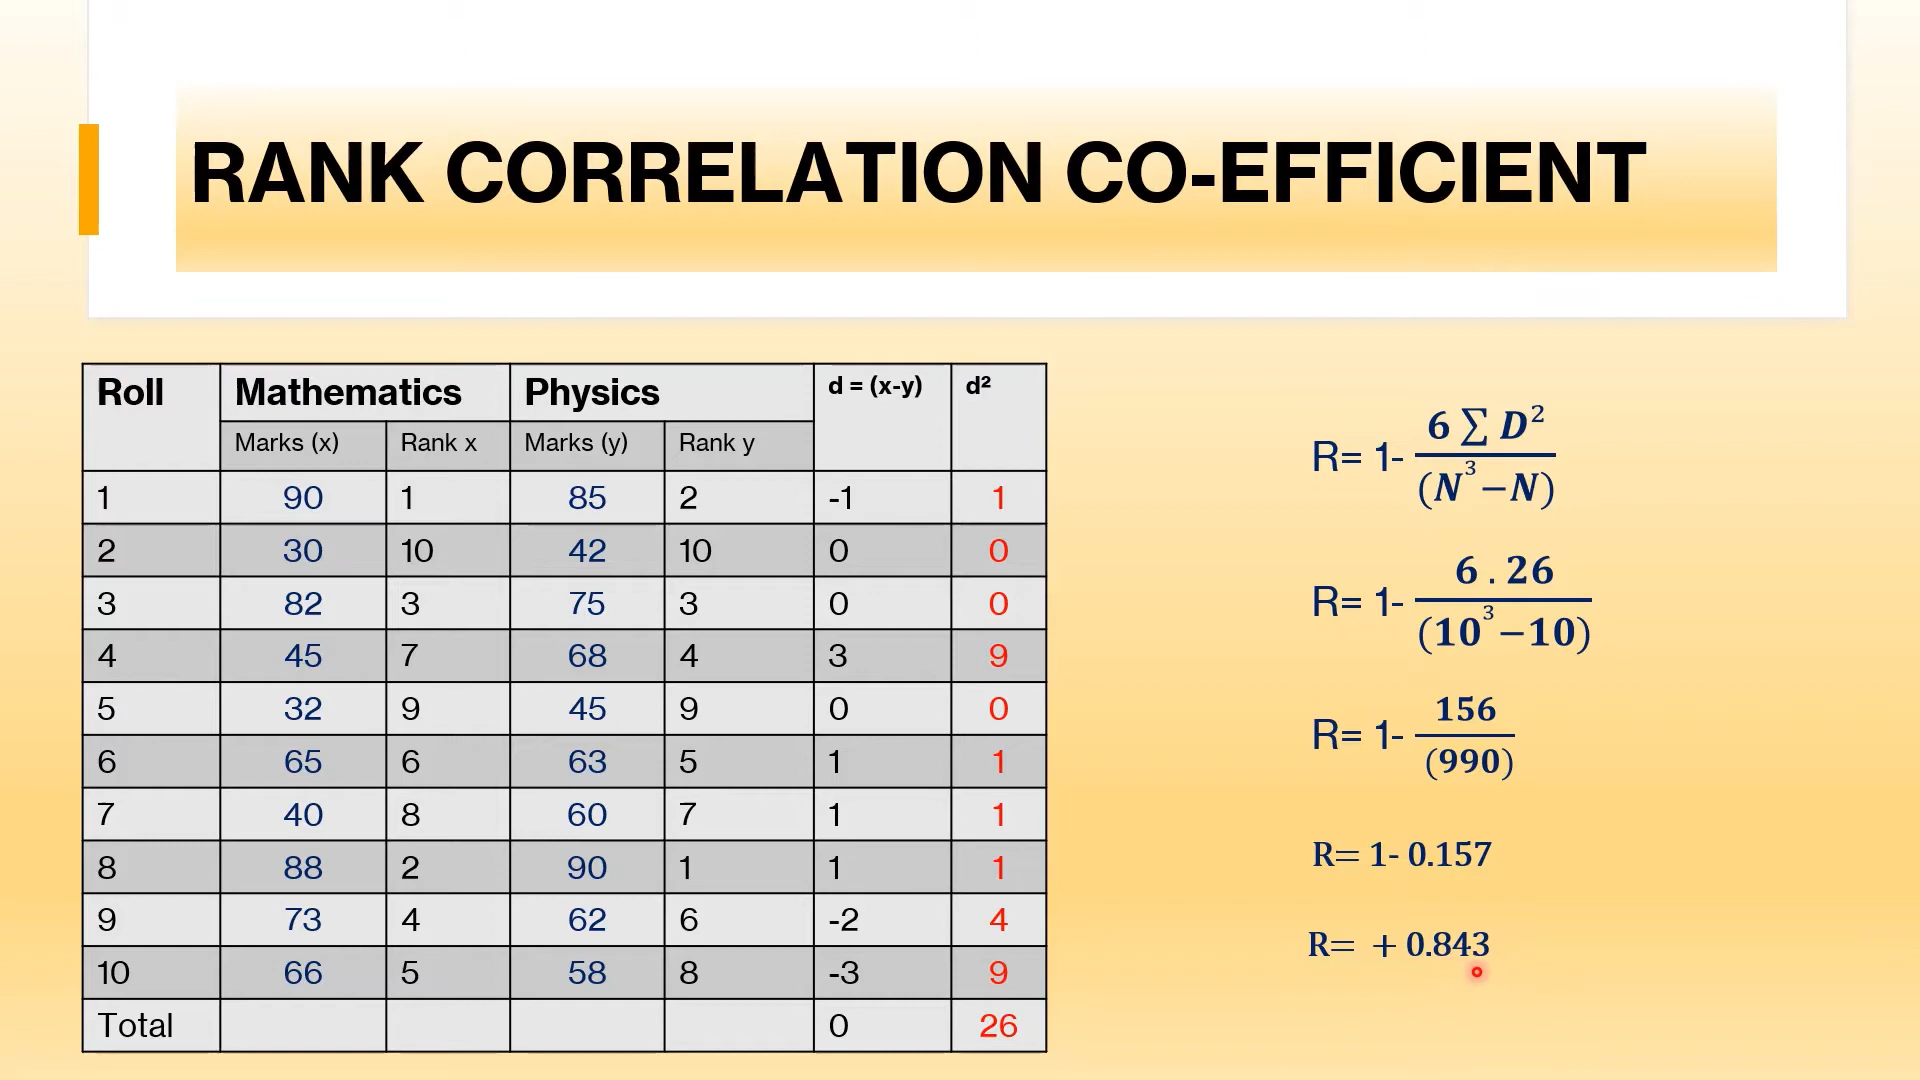 RANK CORRELATION CO-EFFICIENT
Roll Mathematics Physics d = (x-y) d²
Marks (x) Rank x Marks (y) Rank y
1 90 1 85 2 -1 1
2 30 10 42 10 0 0
3 82 3 75 3 0 0
4 45 7 68 4 3 9
5 32 9 45 9 0 0
6 65 6 63 5 1 1
7 40 8 60 7 1 1
8 88 2 90 1 1 1
9 73 4 62 6 -2 4
10 66 5 58 8 -3 9
Total 0 26
R= 1- 6 ∑ D²
(N³−N)
R= 1- 6 . 26
(10³−10)
R= 1- 156
(990)
R= 1- 0.157
R= + 0.843